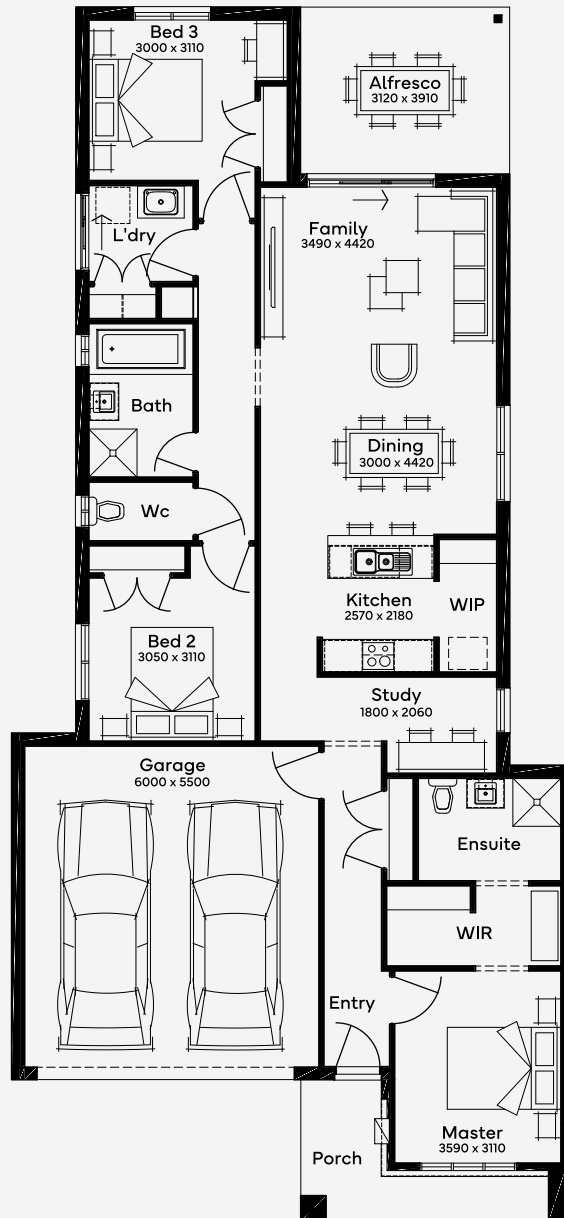 Bed 3
3000 x 3110
Alfresco
3120 x 3910
L'dry
Family
3490 x 4420
Bath
Dining
3000 x 4420
Wc
Kitchen
2570 x 2180
WIP
Bed 2
3050 x 3110
Study
1800 x 2060
Garage
6000 x 5500
Ensuite
WIR
Entry
Master
3590 x 3110
Porch